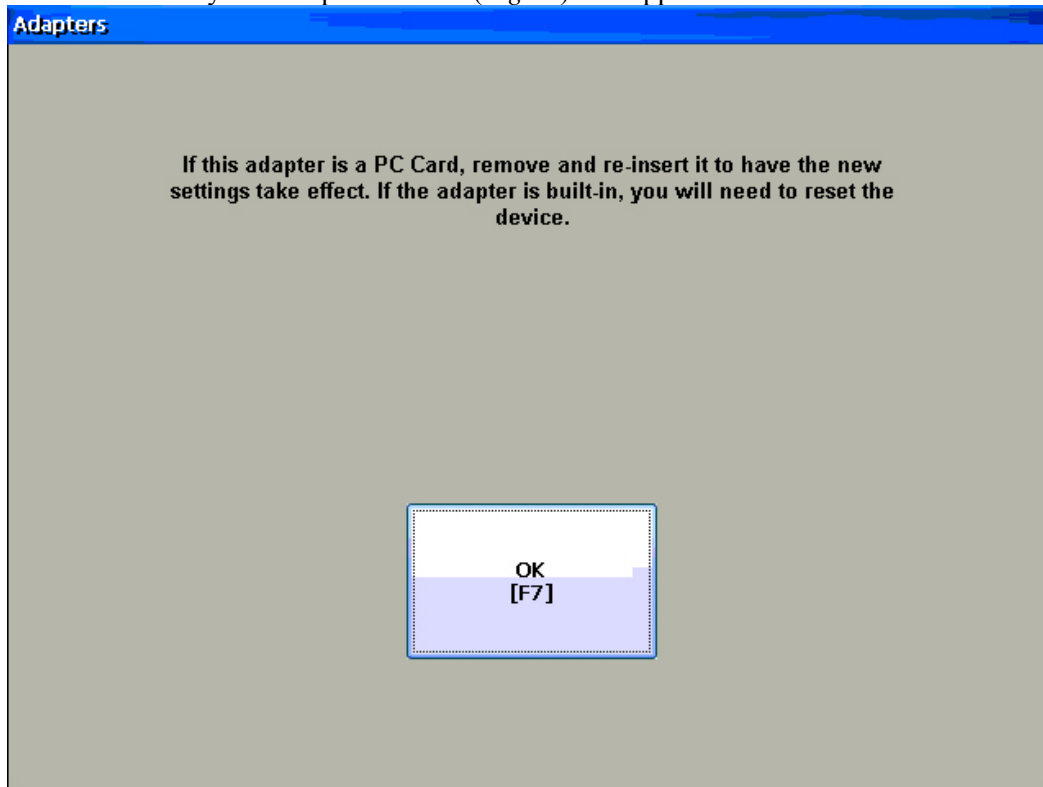 Adapters
If this adapter is a PC Card, remove and re-insert it to have the new
settings take effect. If the adapter is built-in, you will need to reset the
device.
OK
[F7]